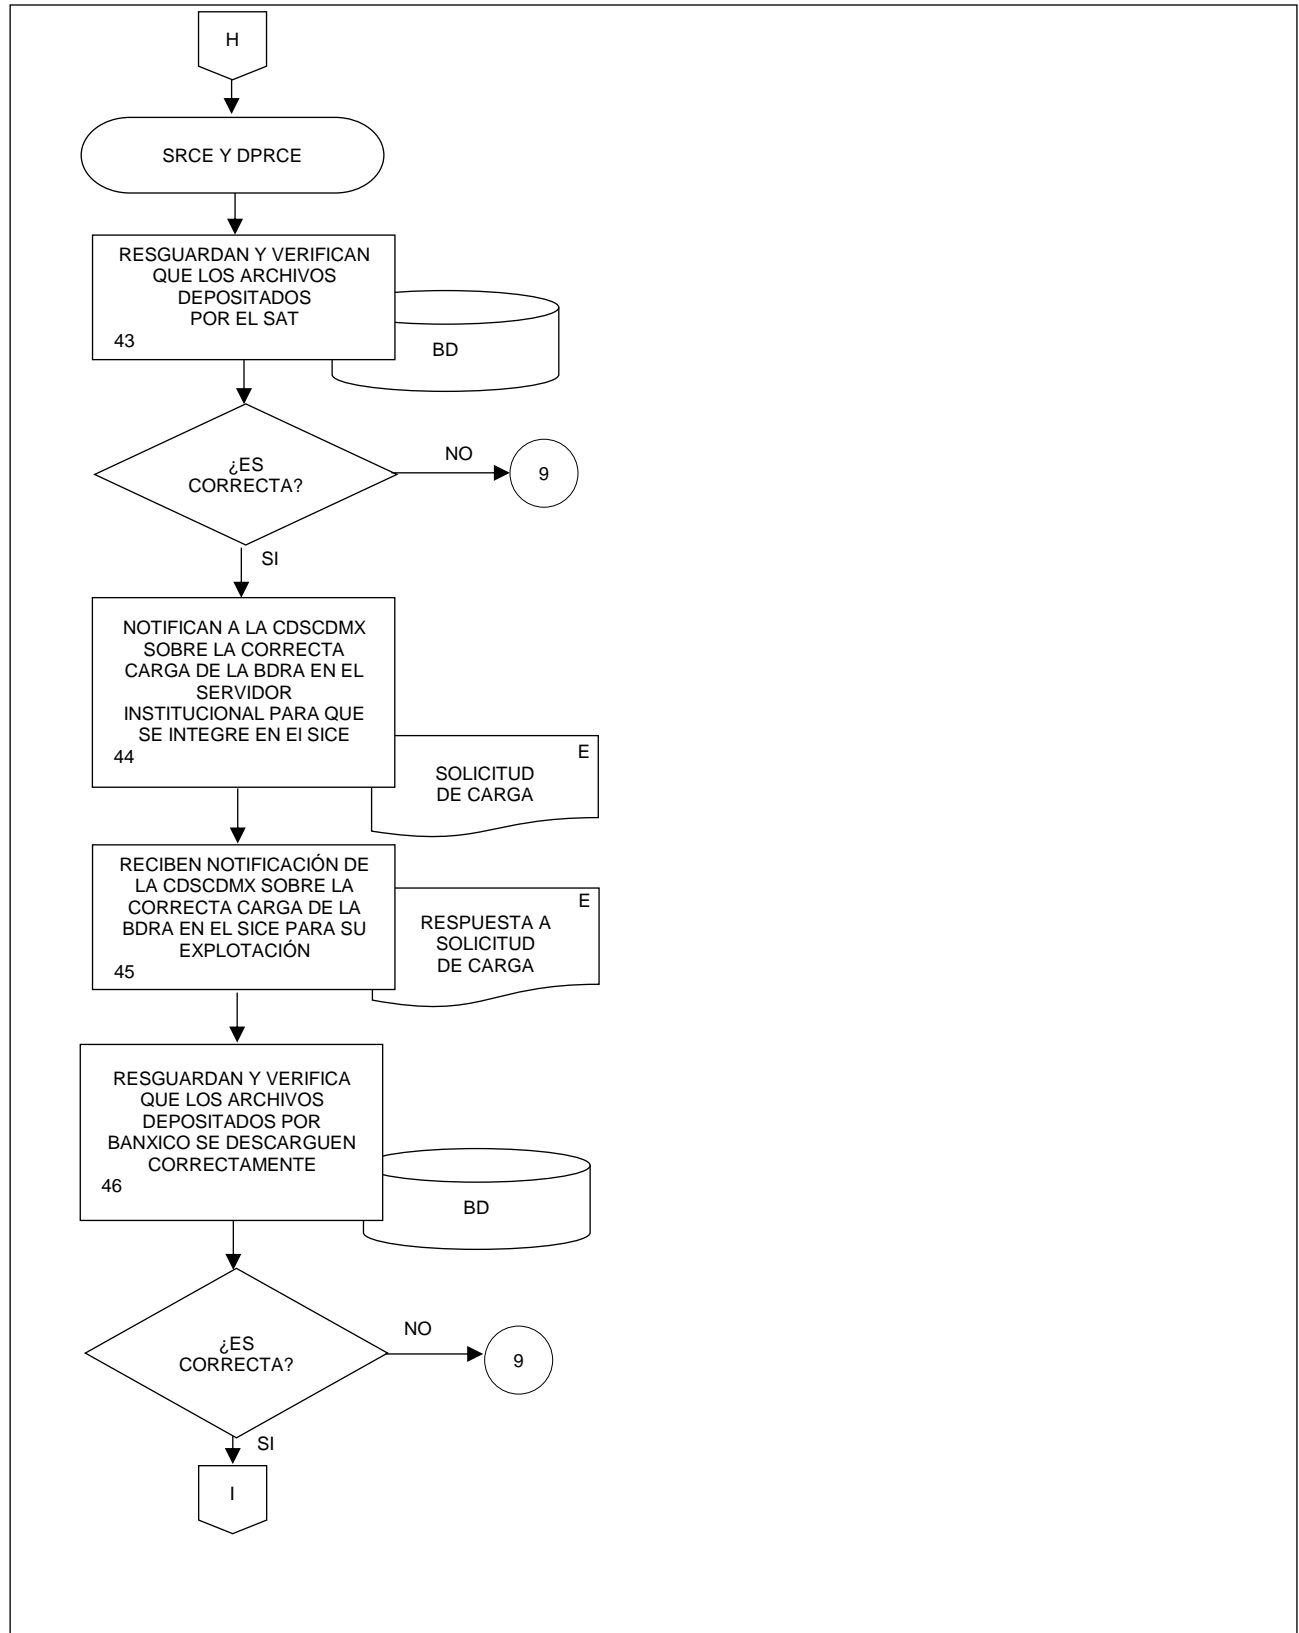 H
SRCE Y DPRCE
RESGUARDAN Y VERIFICAN
QUE LOS ARCHIVOS
DEPOSITADOS
POR EL SAT
43
BD
¿ES
CORRECTA?
NO
9
SI
NOTIFICAN A LA CDSCDMX
SOBRE LA CORRECTA
CARGA DE LA BDRA EN EL
SERVIDOR
INSTITUCIONAL PARA QUE
SE INTEGRE EN El SICE
44
E
SOLICITUD
DE CARGA
RECIBEN NOTIFICACIÓN DE
LA CDSCDMX SOBRE LA
CORRECTA CARGA DE LA
BDRA EN EL SICE PARA SU
EXPLOTACIÓN
45
E
RESPUESTA A
SOLICITUD
DE CARGA
RESGUARDAN Y VERIFICA
QUE LOS ARCHIVOS
DEPOSITADOS POR
BANXICO SE DESCARGUEN
CORRECTAMENTE
46
BD
¿ES
CORRECTA?
NO
9
SI
I